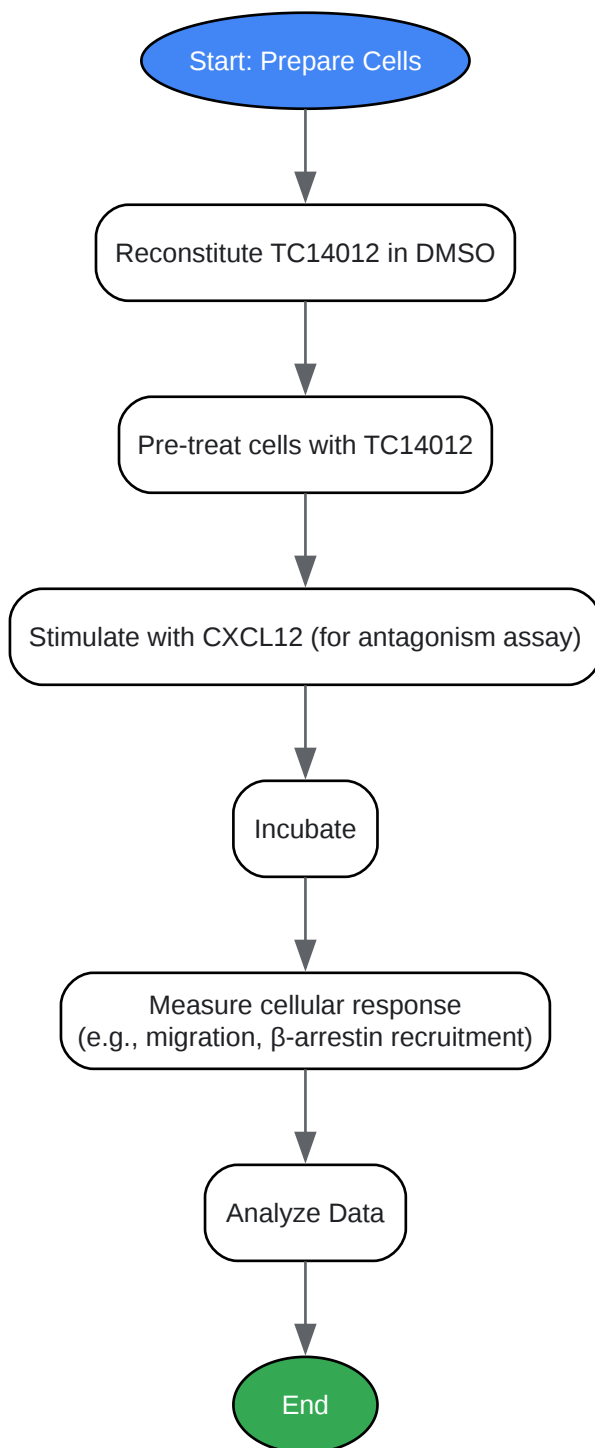 Start: Prepare Cells
Reconstitute TC14012 in DMSO
Pre-treat cells with TC14012
Stimulate with CXCL12 (for antagonism assay)
Incubate
Measure cellular response
(e.g., migration, β-arrestin recruitment)
Analyze Data
End